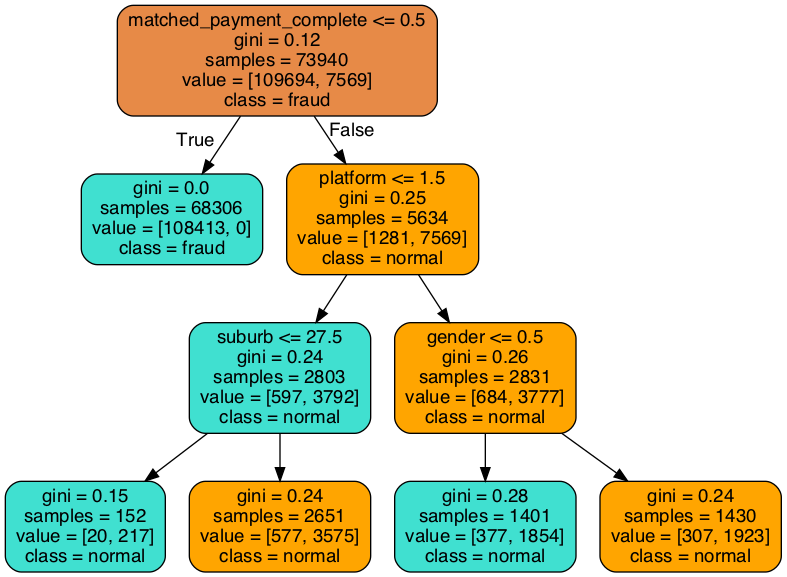 matched_payment_complete <= 0.5
gini = 0.12
samples = 73940
value = [109694, 7569]
class = fraud
True
False
gini = 0.0
samples = 68306
value = [108413, 0]
class = fraud
platform <= 1.5
gini = 0.25
samples = 5634
value = [1281, 7569]
class = normal
suburb <= 27.5
gini = 0.24
samples = 2803
value = [597, 3792]
class = normal
gender <= 0.5
gini = 0.26
samples = 2831
value = [684, 3777]
class = normal
gini = 0.15
samples = 152
value = [20, 217]
class = normal
gini = 0.24
samples = 2651
value = [577, 3575]
class = normal
gini = 0.28
samples = 1401
value = [377, 1854]
class = normal
gini = 0.24
samples = 1430
value = [307, 1923]
class = normal